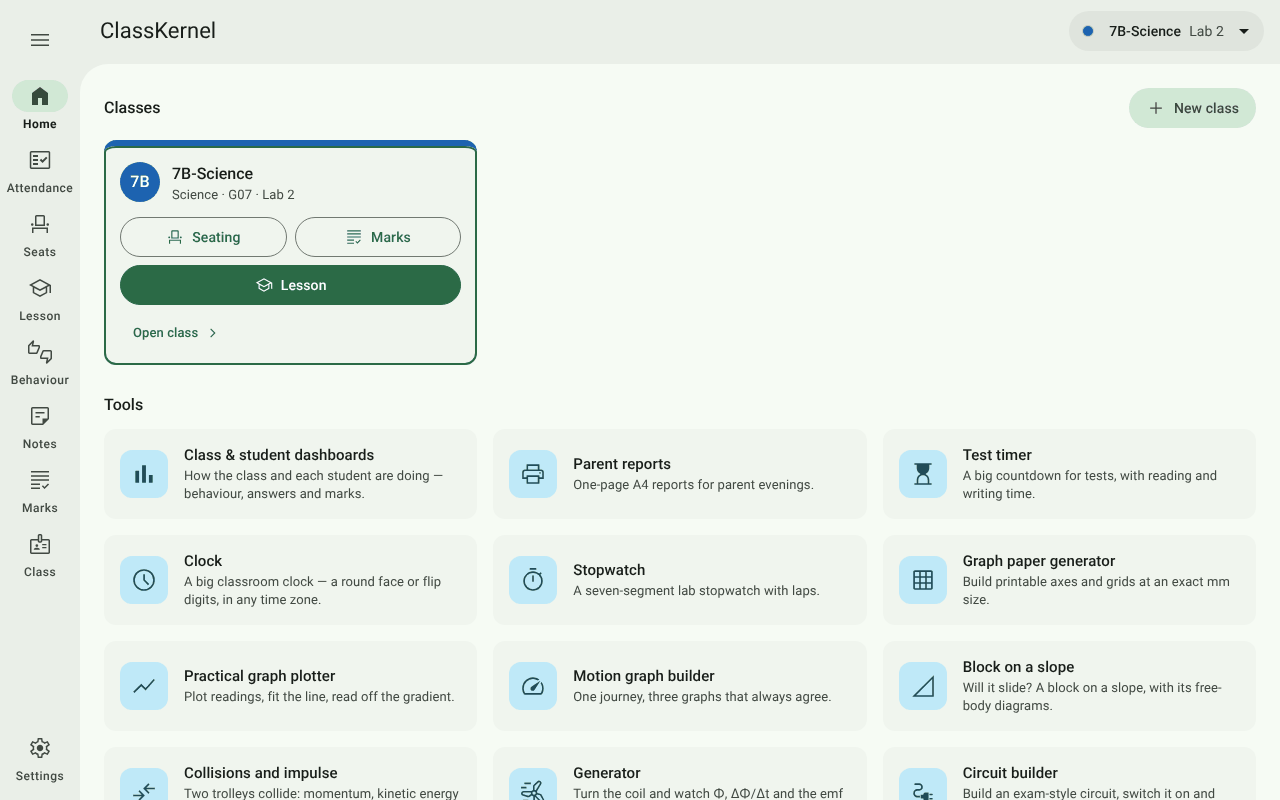 ClassKernel
7B-Science Lab 2
Home
Attendance
Seats
Lesson
Behaviour
Notes
Marks
Class
Settings
Classes
New class
7B
7B-Science
Science · G07 · Lab 2
Seating
Marks
Lesson
Open class
Tools
Class & student dashboards
How the class and each student are doing —
behaviour, answers and marks.
Parent reports
One-page A4 reports for parent evenings.
Test timer
A big countdown for tests, with reading and
writing time.
Clock
A big classroom clock — a round face or flip
digits, in any time zone.
Stopwatch
A seven-segment lab stopwatch with laps.
Graph paper generator
Build printable axes and grids at an exact mm
size.
Practical graph plotter
Plot readings, fit the line, read off the gradient.
Motion graph builder
One journey, three graphs that always agree.
Block on a slope
Will it slide? A block on a slope, with its free-
body diagrams.
Collisions and impulse
Two trolleys collide: momentum, kinetic energy
Generator
Turn the coil and watch Φ, ΔΦ/Δt and the emf
Circuit builder
Build an exam-style circuit, switch it on and